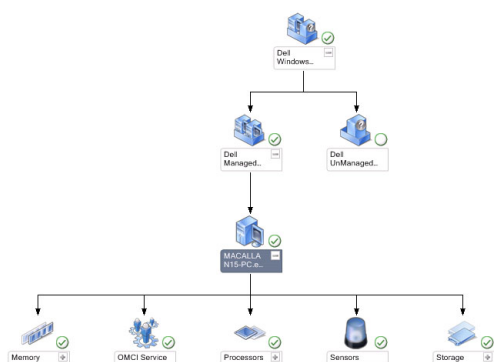 Dell
Windows..
Dell
Managed..
Dell
UnManaged..
MACALLA
N15-PC.e..
Memory
OMCI Service
Processors
Sensors
Storage